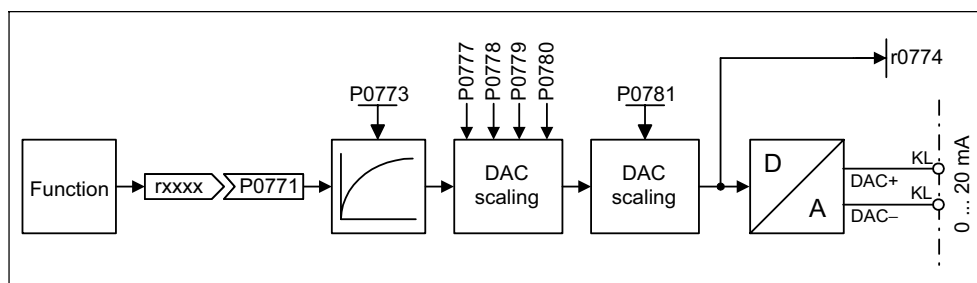 P0777
P0778
P0779
P0780
r0774
P0773
P0781
Function
rxxxx
P0771
DAC
scaling
DAC
scaling
D
A
KL
DAC+
KL
DAC–
0 ... 20 mA